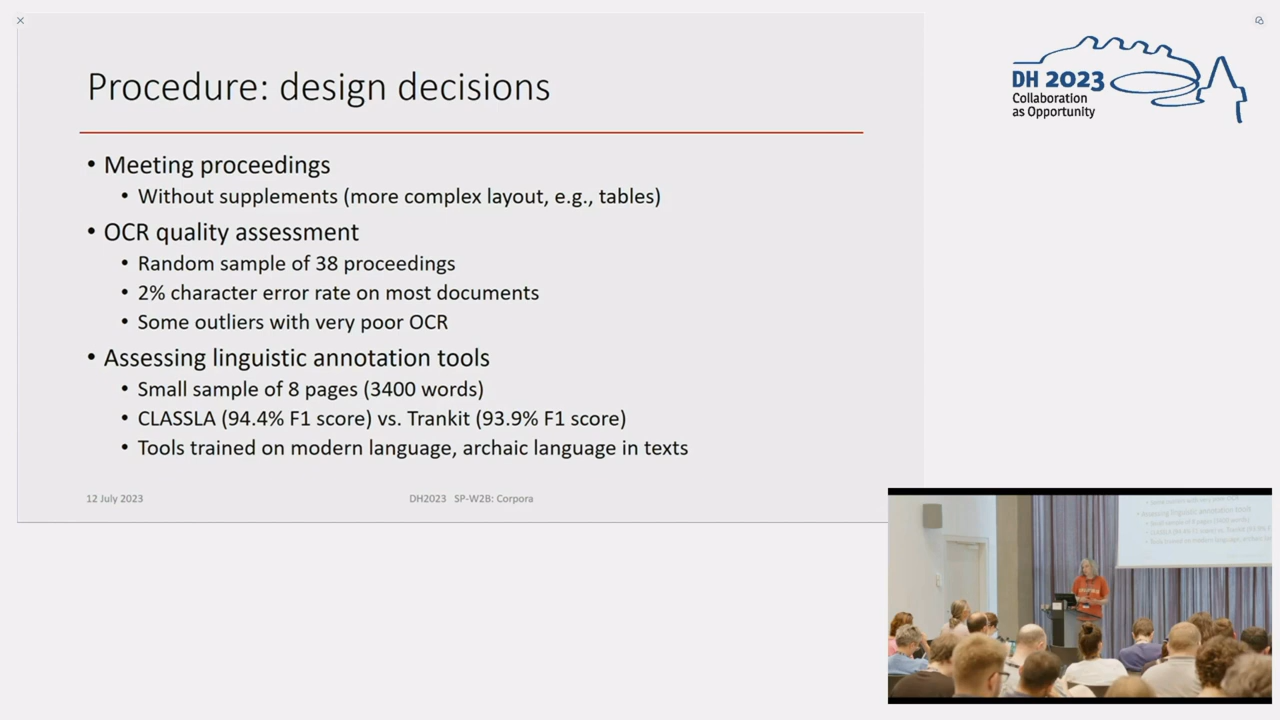 Procedure: design decisions
• Meeting proceedings
• Without supplements (more complex layout, e.g., tables)
• OCR quality assessment
• Random sample of 38 proceedings
• 2% character error rate on most documents
• Some outliers with very poor OCR
• Assessing linguistic annotation tools
• Small sample of 8 pages (3400 words)
• CLASSLA (94.4% F1 score) vs. Trankit (93.9% F1 score)
• Tools trained on modern language, archaic language in texts
12 July 2023
DH2023 SP-W2B: Corpora
DH 2023
Collaboration
as Opportunity